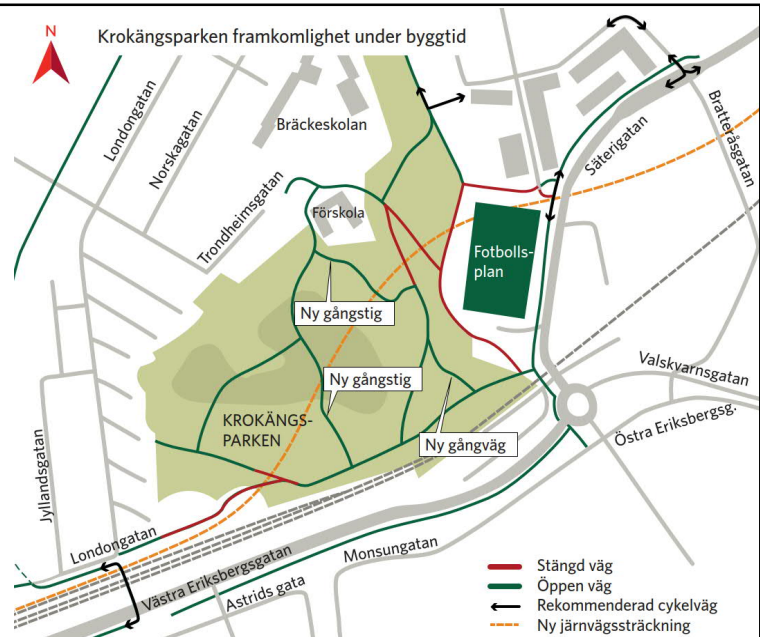 N
Krokängsparken framkomlighet under byggtid
Londongatan
Norskagatan
Bräckeskolan
Trondheimsgatan
Förskola
Säterigatan
Bratteråsgatan
Fotbolls-
plan
Ny gångstig
Ny gångstig
Ny gångväg
KROKÄNGS-
PARKEN
Valskvarnsgatan
Östra Eriksbergsg.
Jyllandsgatan
Londongatan
Västra Eriksbergsgatan
Monsungatan
Astrids gata
Stängd väg
Öppen väg
Rekommenderad cykelväg
Ny järnvägssträckning